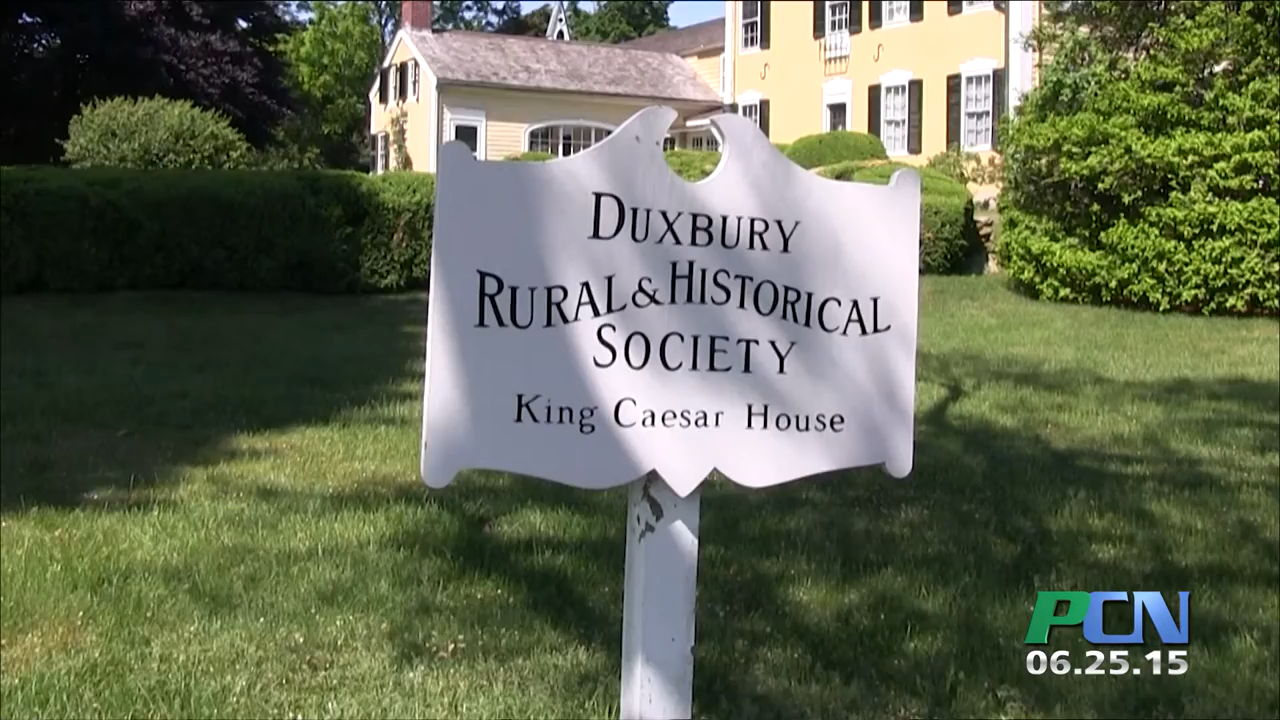 DUXBURY
RURAL & HISTORICAL
SOCIETY
King Caesar House
PCN
06.25.15